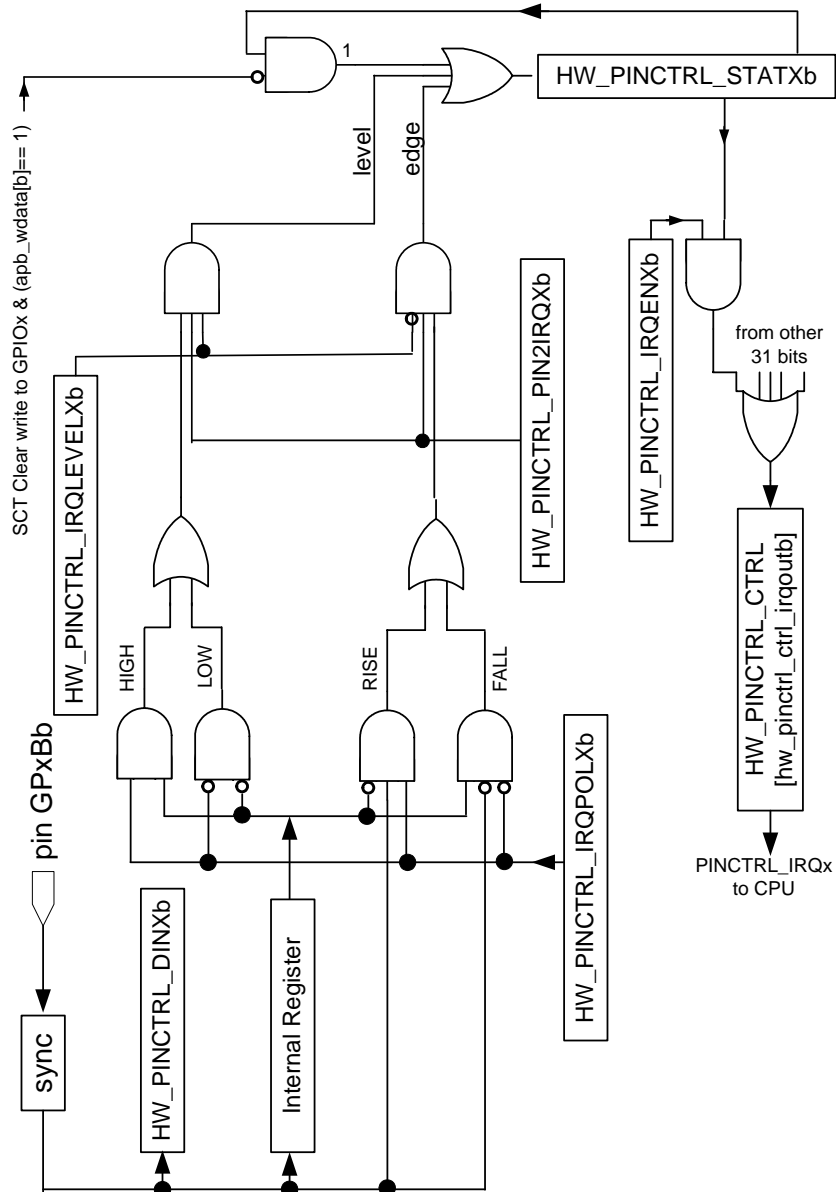 SCT Clear write to GPIOx & (apb_wdata[b]== 1)
1
HW_PINCTRL_STATXb
level
edge
HW_PINCTRL_IRQLEVELXb
HW_PINCTRL_PIN2IRQXb
HW_PINCTRL_IRQENXb
from other
31 bits
HIGH
LOW
RISE
FALL
pin GPxBb
sync
HW_PINCTRL_DINXb
Internal Register
HW_PINCTRL_IRQPOLXb
HW_PINCTRL_CTRL
[hw_pinctrl_ctrl_irqoutb]
PINCTRL_IRQx
to CPU